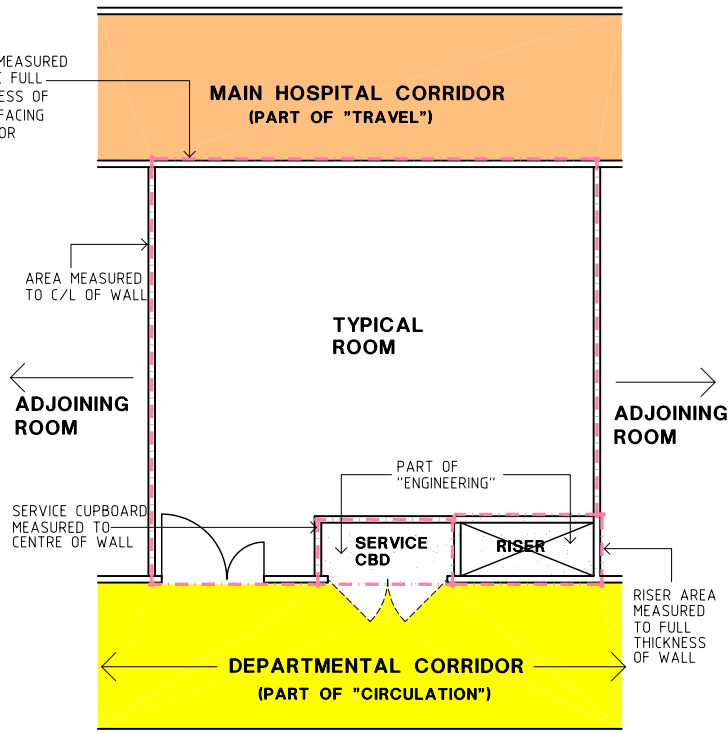 MEASURED
FULL
ESS OF
FACING
OR
MAIN HOSPITAL CORRIDOR
(PART OF "TRAVEL")
AREA MEASURED
TO C/L OF WALL
TYPICAL
ROOM
ADJOINING
ROOM
ADJOINING
ROOM
PART OF
"ENGINEERING"
SERVICE CUPBOARD
MEASURED TO
CENTRE OF WALL
SERVICE
CBD
RISER
RISER AREA
MEASURED
TO FULL
THICKNESS
OF WALL
DEPARTMENTAL CORRIDOR
(PART OF "CIRCULATION")